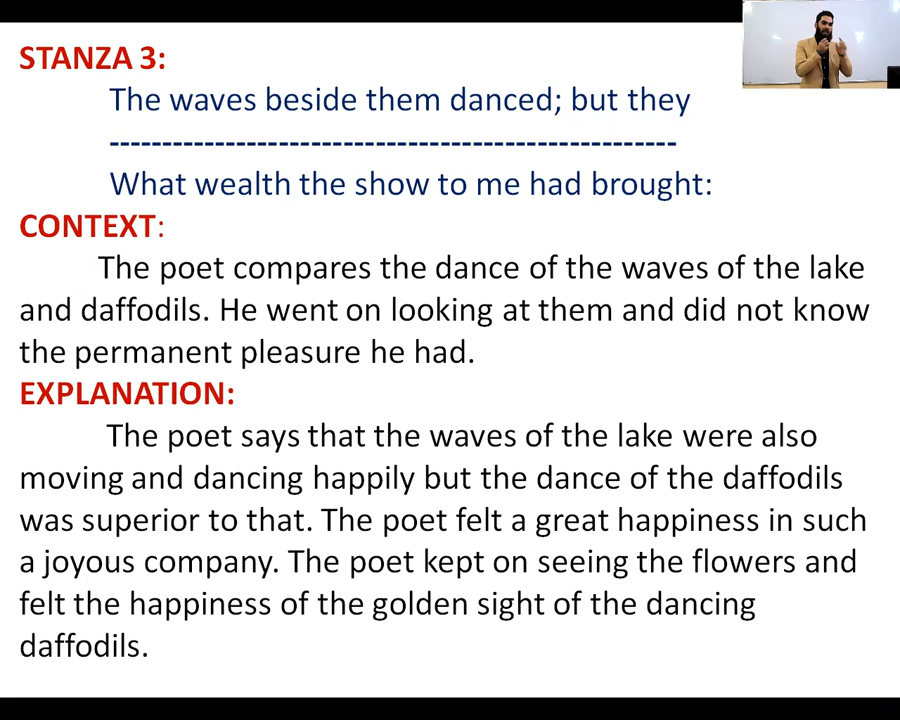 STANZA 3:
The waves beside them danced; but they
------------------------------------------------------
What wealth the show to me had brought:
CONTEXT:
The poet compares the dance of the waves of the lake
and daffodils. He went on looking at them and did not know
the permanent pleasure he had.
EXPLANATION:
The poet says that the waves of the lake were also
moving and dancing happily but the dance of the daffodils
was superior to that. The poet felt a great happiness in such
a joyous company. The poet kept on seeing the flowers and
felt the happiness of the golden sight of the dancing
daffodils.